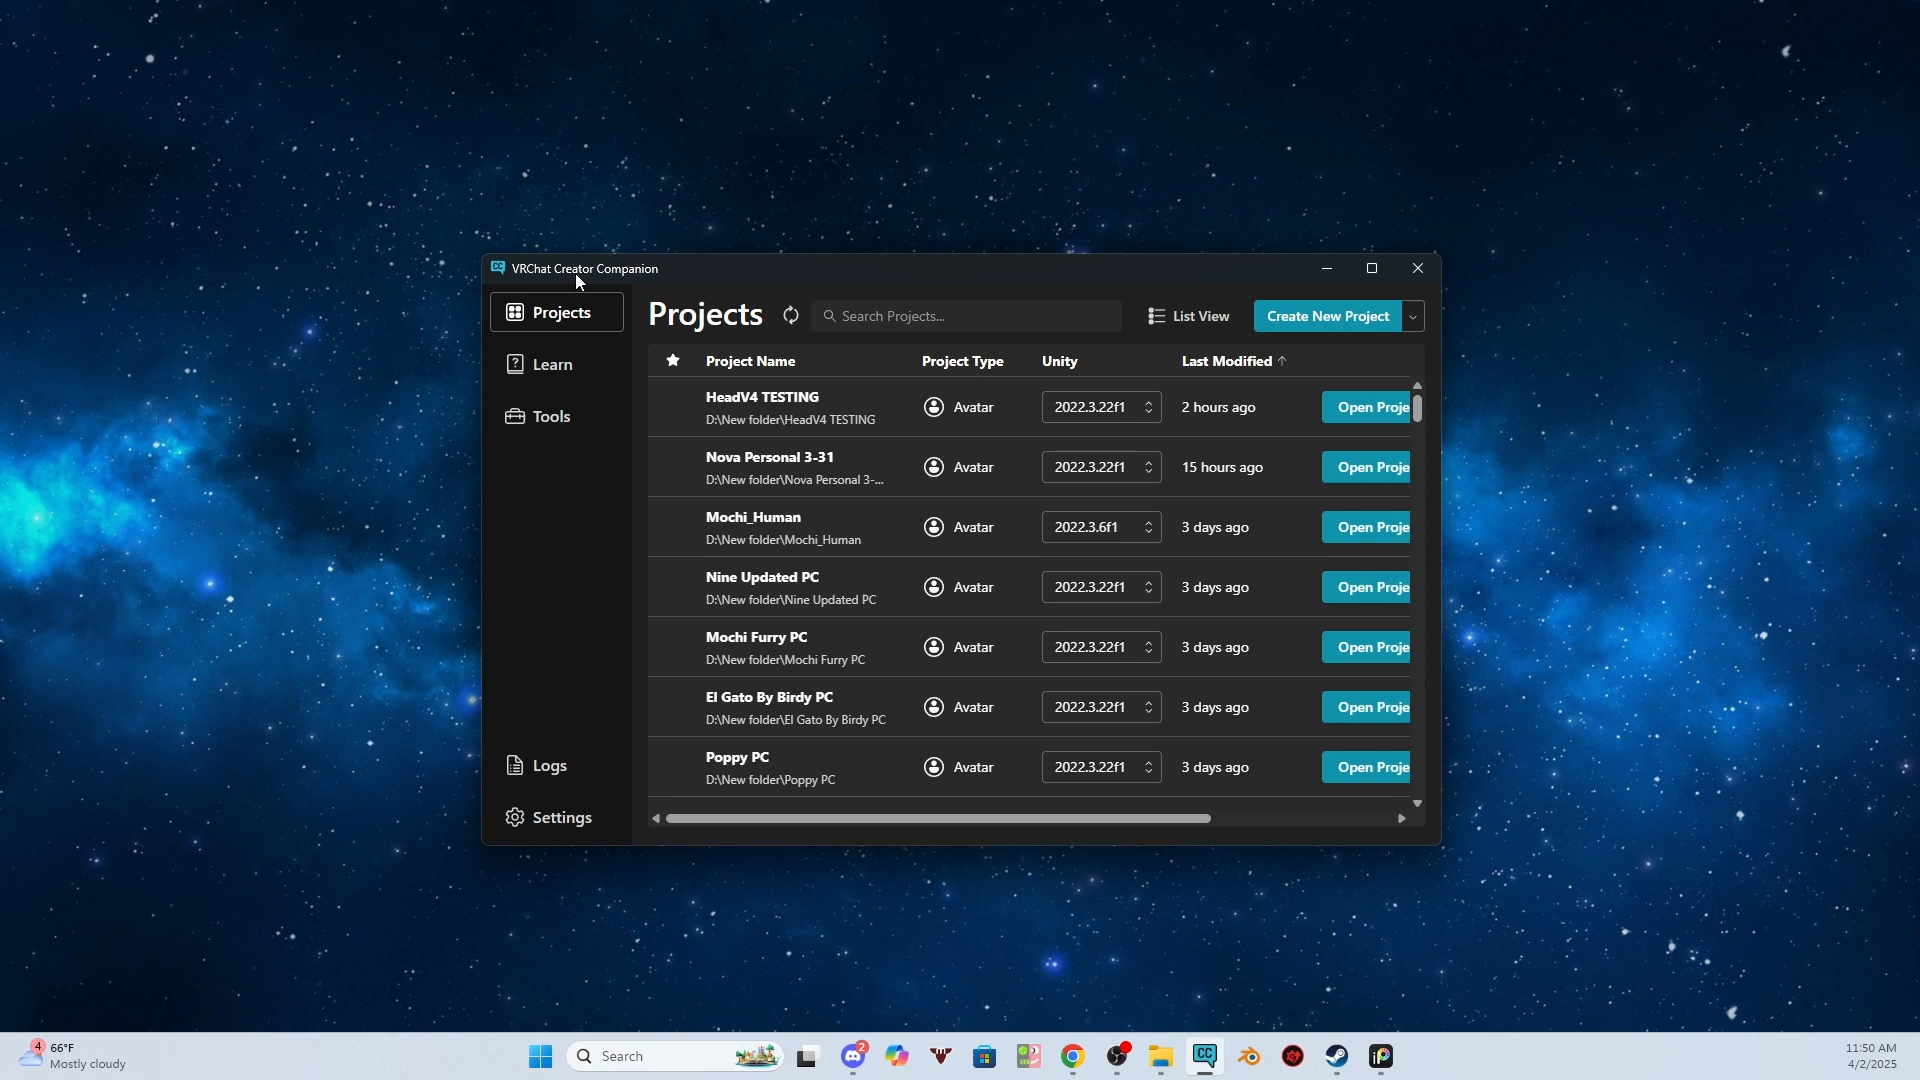 CC VRChat Creator Companion
Projects
Learn
Tools
Logs
Settings
Projects
Search Projects...
List View
Create New Project
Project Name Project Type Unity Last Modified ↑
HeadV4 TESTING
D:\New folder\HeadV4 TESTING
Avatar 2022.3.22f1 2 hours ago Open Proje
Nova Personal 3-31
D:\New folder\Nova Personal 3-...
Avatar 2022.3.22f1 15 hours ago Open Proje
Mochi_Human
D:\New folder\Mochi_Human
Avatar 2022.3.6f1 3 days ago Open Proje
Nine Updated PC
D:\New folder\Nine Updated PC
Avatar 2022.3.22f1 3 days ago Open Proje
Mochi Furry PC
D:\New folder\Mochi Furry PC
Avatar 2022.3.22f1 3 days ago Open Proje
El Gato By Birdy PC
D:\New folder\El Gato By Birdy PC
Avatar 2022.3.22f1 3 days ago Open Proje
Poppy PC
D:\New folder\Poppy PC
Avatar 2022.3.22f1 3 days ago Open Proje
4
66°F
Mostly cloudy
Search
2
CC
iP
11:50 AM
4/2/2025